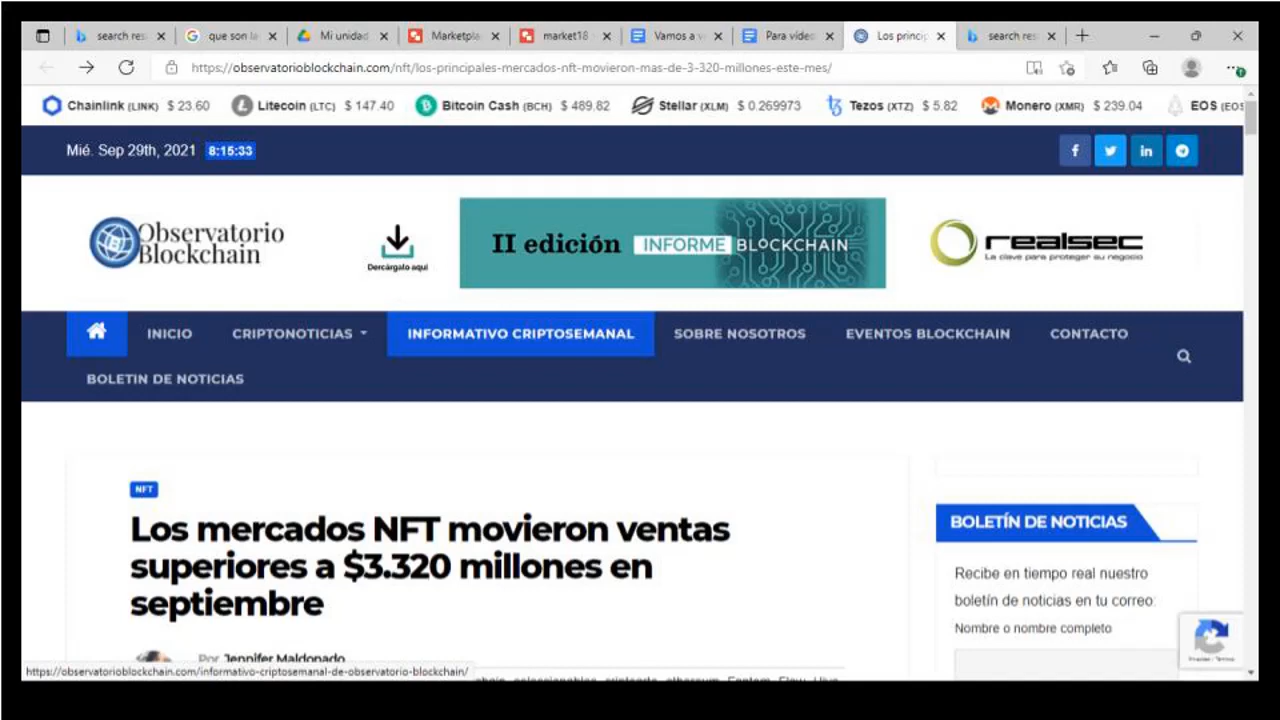 search res
que son la
Mi unidad
Marketpla
market18
Vamos a v
Para vídeo
Los princip
search res
https://observatorioblockchain.com/nft/los-principales-mercados-nft-movieron-mas-de-3-320-millones-este-mes/
Chainlink (LINK) $ 23.60 Litecoin (LTC) $ 147.40 Bitcoin Cash (BCH) $ 489.82 Stellar (XLM) $ 0.269973 Tezos (XTZ) $ 5.82 Monero (XMR) $ 239.04 EOS (EOS
Mié. Sep 29th, 2021 8:15:33
Observatorio
Blockchain
Dercárgalo aquí
II edición INFORME BLOCKCHAIN
realsec
La clave para proteger su negocio
INICIO CRIPTONOTICIAS INFORMATIVO CRIPTOSEMANAL SOBRE NOSOTROS EVENTOS BLOCKCHAIN CONTACTO
BOLETIN DE NOTICIAS
NFT
Los mercados NFT movieron ventas
superiores a $3.320 millones en
septiembre
Por Jennifer Maldonado
BOLETÍN DE NOTICIAS
Recibe en tiempo real nuestro
boletín de noticias en tu correo:
Nombre o nombre completo
https://observatorioblockchain.com/informativo-criptosemanal-de-observatorio-blockchain/